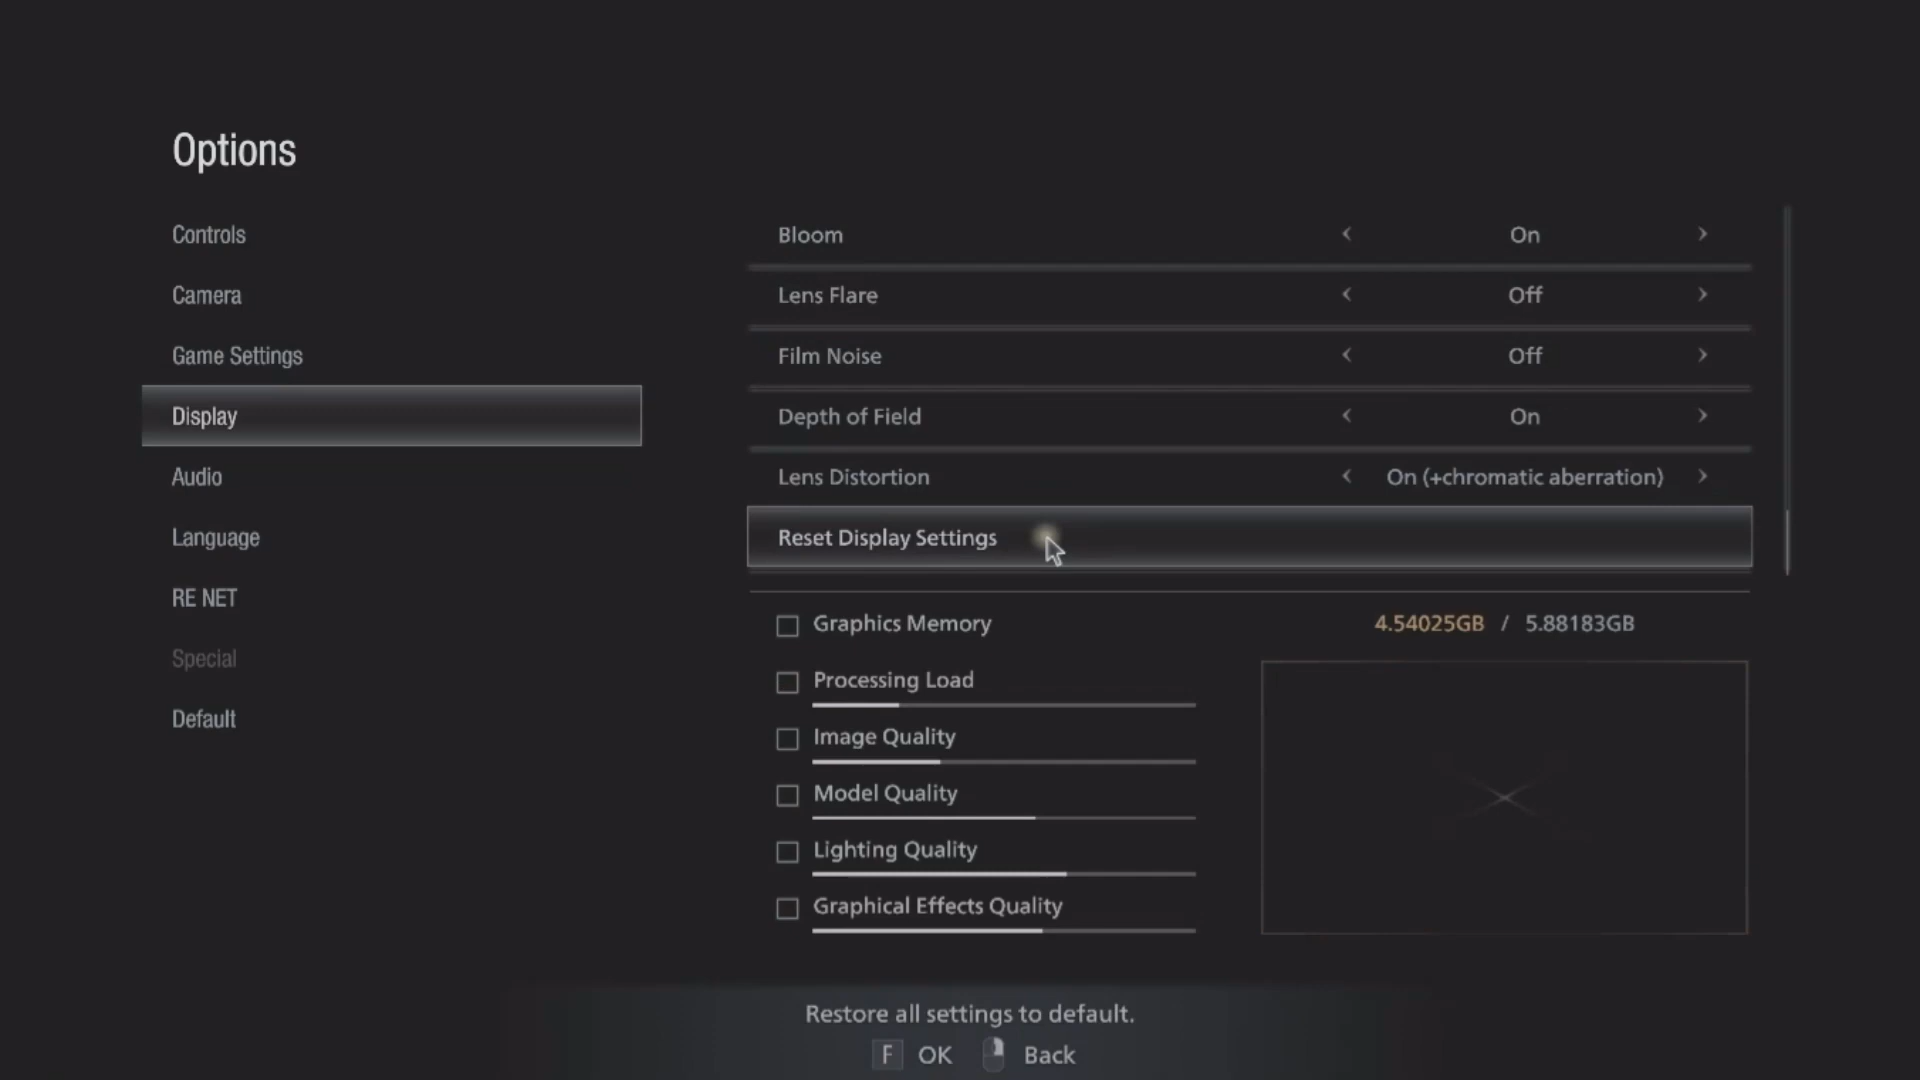 Options
Controls
Camera
Game Settings
Display
Audio
Language
RE NET
Special
Default
Bloom < On >
Lens Flare < Off >
Film Noise < Off >
Depth of Field < On >
Lens Distortion < On (+chromatic aberration) >
Reset Display Settings
Graphics Memory 4.54025GB / 5.88183GB
Processing Load
Image Quality
Model Quality
Lighting Quality
Graphical Effects Quality
Restore all settings to default.
F OK Back